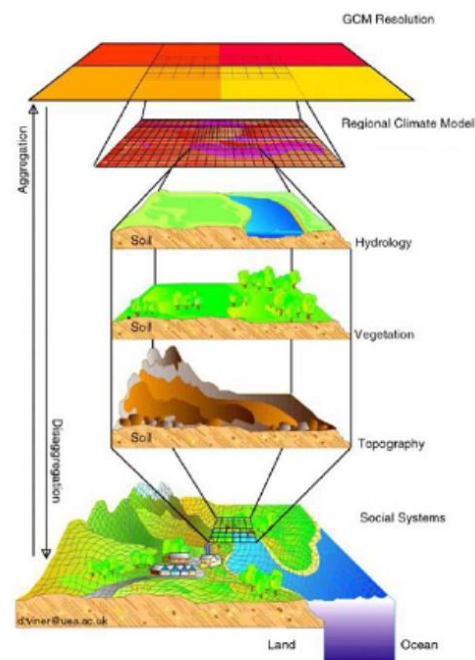 GCM Resolution
Regional Climate Model
Aggregation
Soil
Hydrology
Soil
Vegetation
Soil
Topography
Disaggregation
Social Systems
d.viner@uea.ac.uk
Land
Ocean